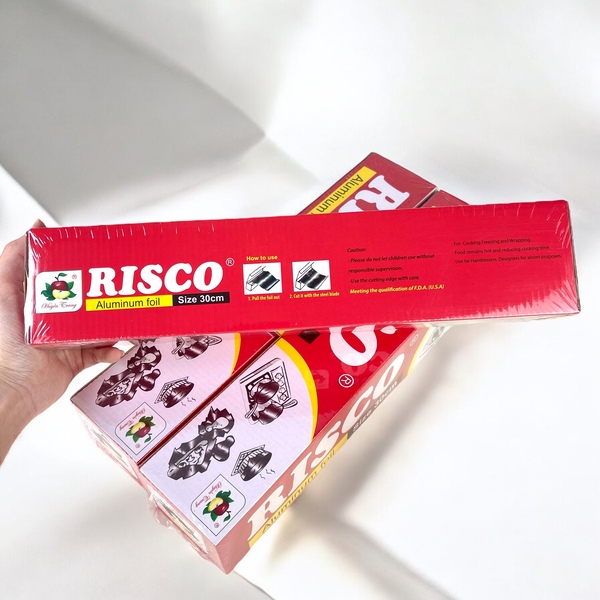 Aluminum
RISCO
®
Aluminum foil
Size 30cm
How to use
1. Pull the foil out
2. Cut it with the steel blade
Caution:
- Please do not let children use without
responsible supervision.
- Use the cutting edge with care.
Meeting the qualification of F.D.A. (U.S.A)
- For Cooking Freezing and Wrapping.
- Food remains hot and reducing cooking time.
®
®
RISCO
Aluminum foil
Size 30cm